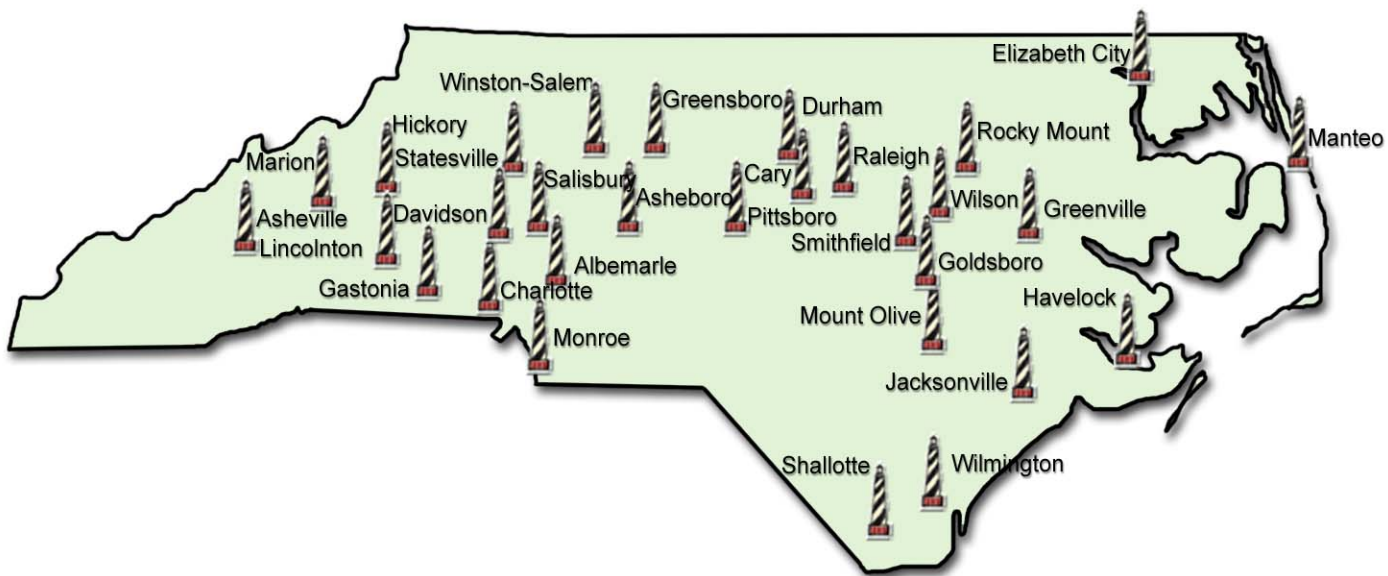 Elizabeth City
Winston-Salem
Greensboro
Durham
Hickory
Rocky Mount
Manteo
Marion
Statesville
Raleigh
Salisbury
Cary
Asheboro
Wilson
Asheville
Davidson
Pittsboro
Greenville
Lincolnton
Smithfield
Albemarle
Goldsboro
Gastonia
Charlotte
Havelock
Mount Olive
Monroe
Jacksonville
Shallotte
Wilmington